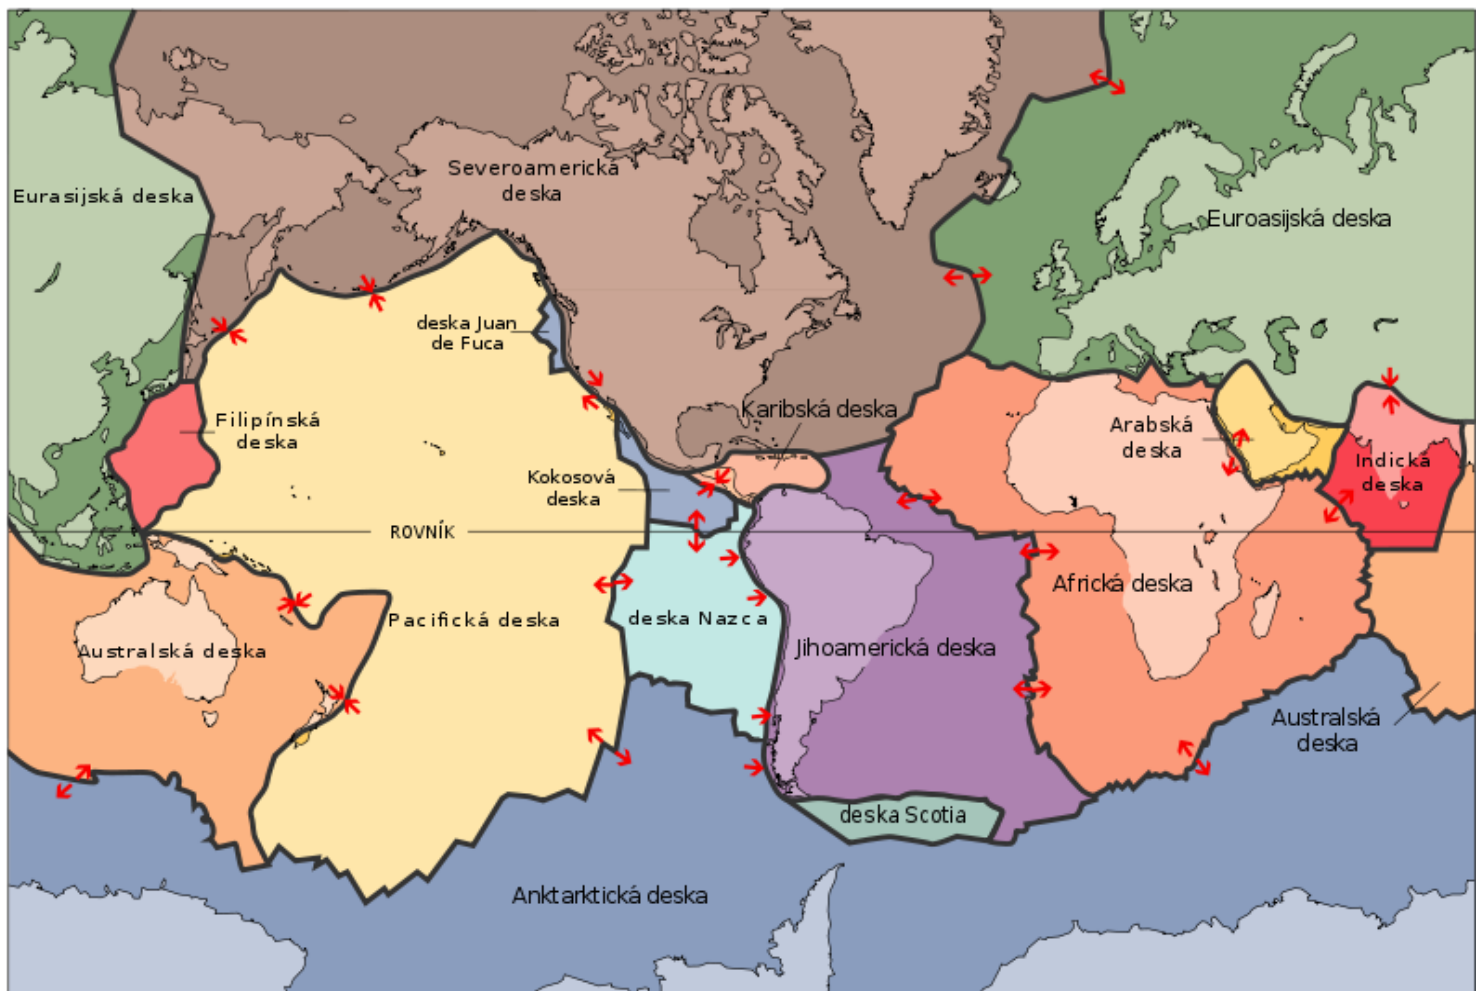 Severoamerická
deska
Eurasijská deska
Euroasijská deska
deska Juan
de Fuca
Karibská deska
Filipínská
deska
Arabská
deska
Indická
deska
Kokosová
deska
ROVNÍK
Africká deska
Pacifická deska
deska Nazca
Jihoamerická deska
Australská deska
Australská
deska
deska Scotia
Anktarktická deska